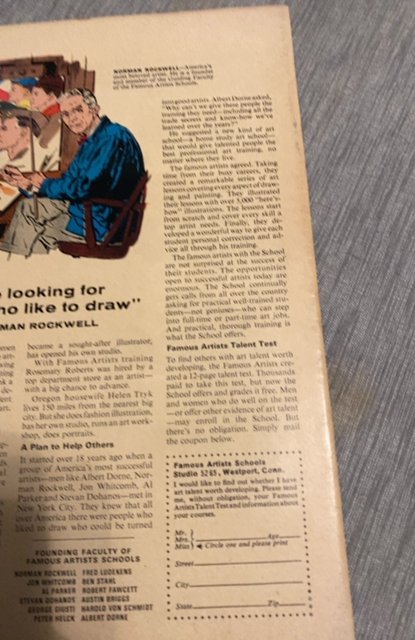 NORMAN ROCKWELL—America's
most beloved artist. He is a founder
and member of the Guiding Faculty
of the Famous Artists Schools.
looking for
ho like to draw"
MAN ROCKWELL
became a sought-after illustrator,
has opened his own studio.
With Famous Artists training
Rosemary Roberts was hired by a
top department store as an artist—
with a big chance to advance.
Oregon housewife Helen Tryk
lives 150 miles from the nearest big
city. But she does fashion illustration,
has her own studio, runs an art work-
shop, does portraits.
A Plan to Help Others
It started over 18 years ago when a
group of America's most successful
artists—men like Albert Dorne, Nor-
man Rockwell, Jon Whitcomb, Al
Parker and Stevan Dohanos—met in
New York City. They knew that all
over America there were people who
liked to draw who could be turned
FOUNDING FACULTY OF
FAMOUS ARTISTS SCHOOLS
NORMAN ROCKWELL FRED LUDEKENS
JON WHITCOMB BEN STAHL
AL PARKER ROBERT FAWCETT
STEVAN DOHANOS AUSTIN BRIGGS
GEORGE GIUSTI HAROLD VON SCHMIDT
PETER HELCK ALBERT DORNE
into good artists. Albert Dorne asked,
"Why can't we give these people the
training they need—including all the
trade secrets and know-how we've
learned over the years?"
He suggested a new kind of art
school—a home study art school—
that would give talented people the
best professional art training, no
matter where they live.
The famous artists agreed. Taking
time from their busy careers, they
created a remarkable series of art
lessons covering every aspect of draw-
ing and painting. They illustrated
their lessons with over 5,000 "here's-
how" illustrations. The lessons start
from scratch and cover every skill a
top artist needs. Finally, they de-
veloped a wonderful way to give each
student personal correction and ad-
vice all through his training.
The famous artists with the School
are not surprised at the success of
their students. The opportunities
open to successful artists today are
enormous. The School continually
gets calls from all over the country
asking for practical well-trained stu-
dents—not geniuses—who can step
into full-time or part-time art jobs.
And practical, thorough training is
what the School offers.
Famous Artists Talent Test
To find others with art talent worth
developing, the Famous Artists cre-
ated a 12-page talent test. Thousands
paid to take this test, but now the
School offers and grades it free. Men
and women who do well on the test
—or offer other evidence of art talent
—may enroll in the School. But
there's no obligation. Simply mail
the coupon below.
Famous Artists Schools
Studio 5265, Westport, Conn.
I would like to find out whether I have
art talent worth developing. Please send
me, without obligation, your Famous
Artists Talent Test and information about
your courses.
Mr.
Mrs. Age
Miss Circle one and please print
Street
City
State Zip